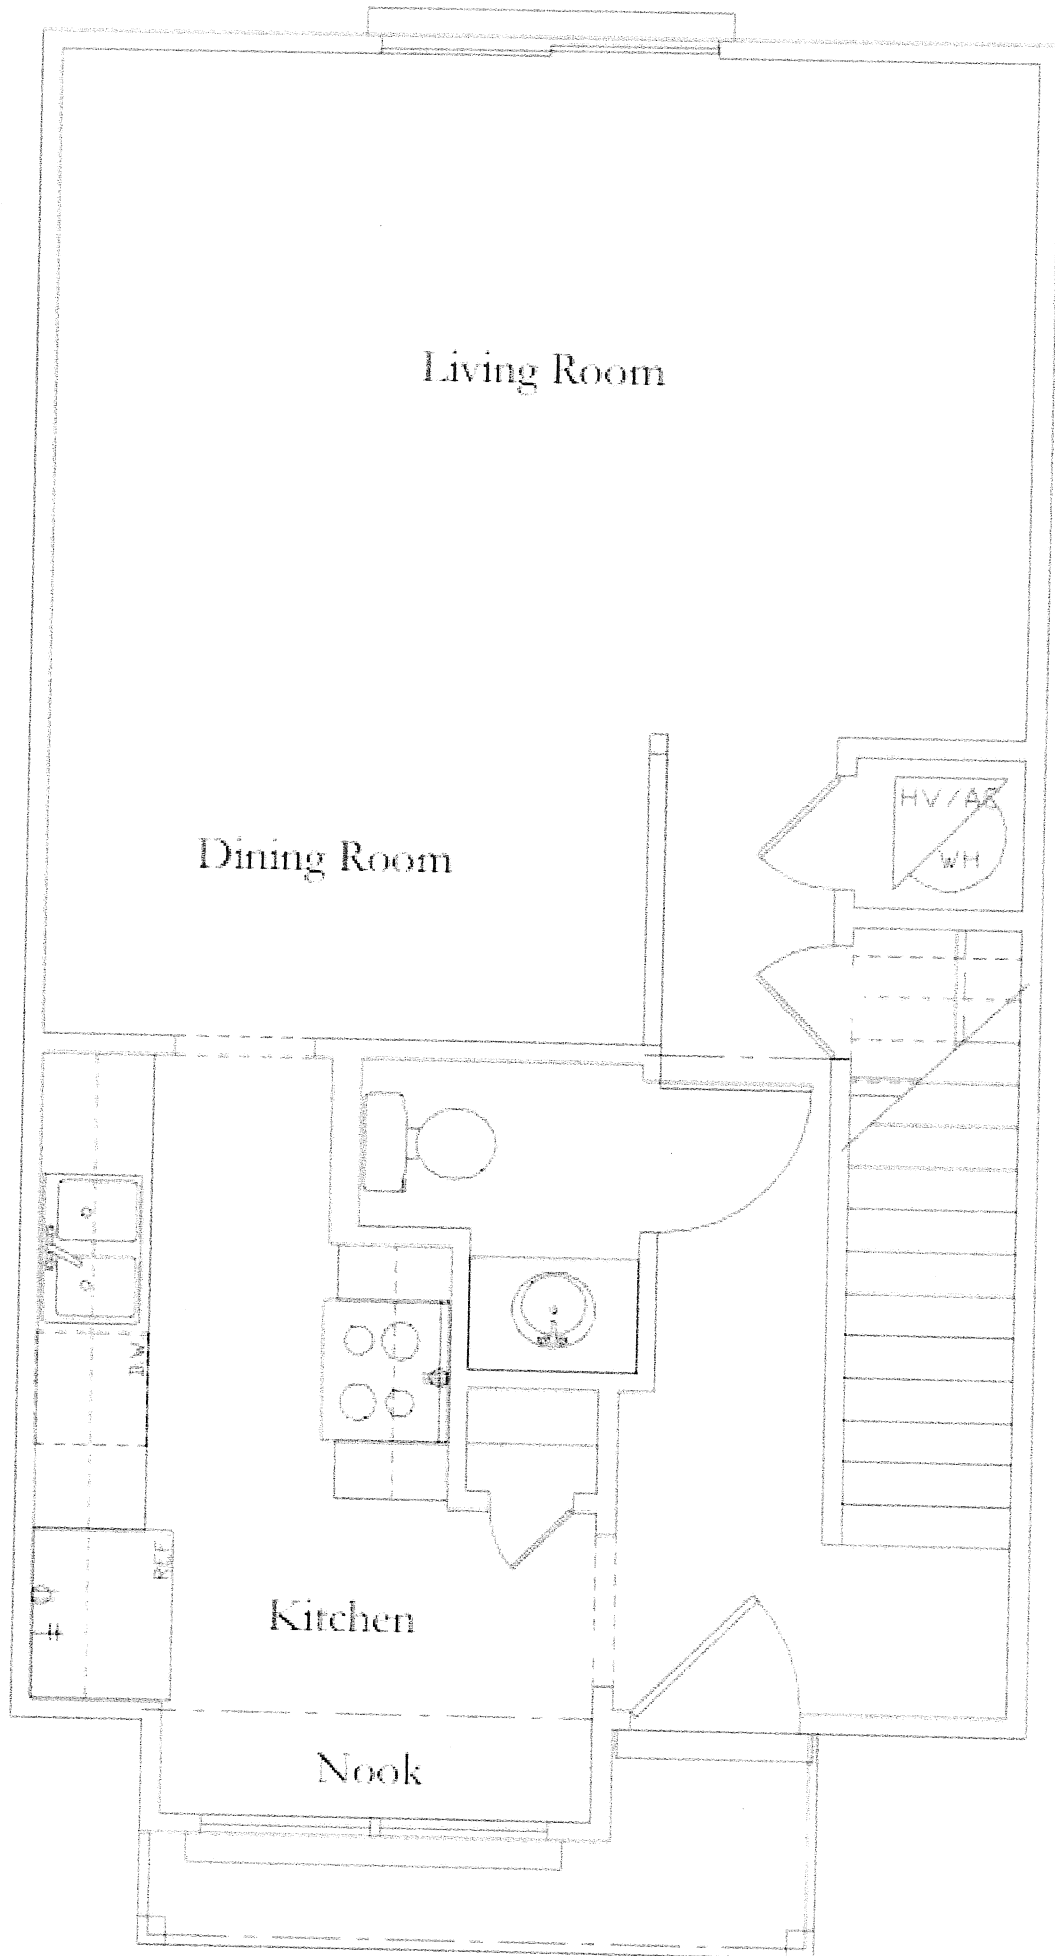 Living Room
HV/AC
WH
Dining Room
D.W.
REF
Kitchen
Nook